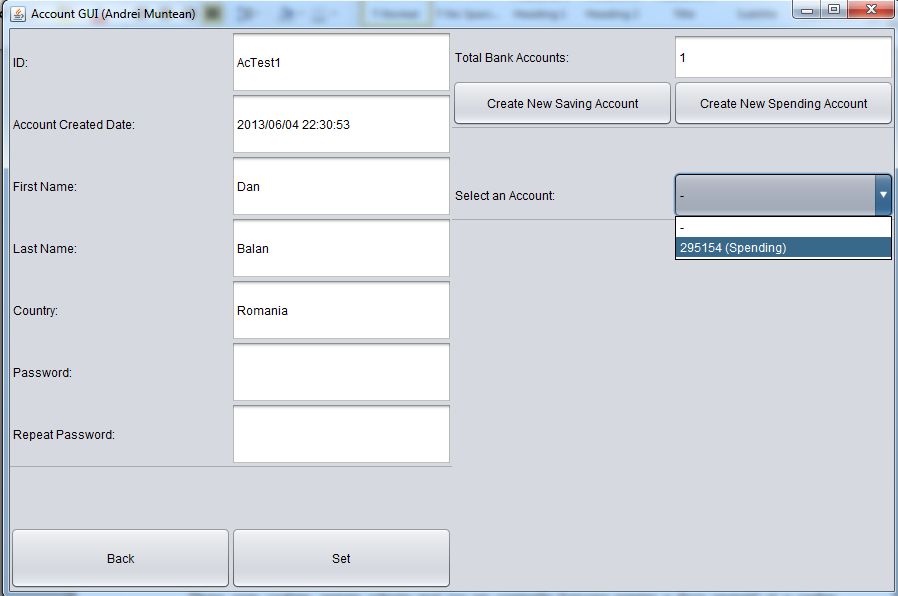 Account GUI (Andrei Muntean)
ID:
AcTest1
Account Created Date:
2013/06/04 22:30:53
First Name:
Dan
Last Name:
Balan
Country:
Romania
Password:
Repeat Password:
Back
Set
Total Bank Accounts:
1
Create New Saving Account
Create New Spending Account
Select an Account:
-
-
295154 (Spending)